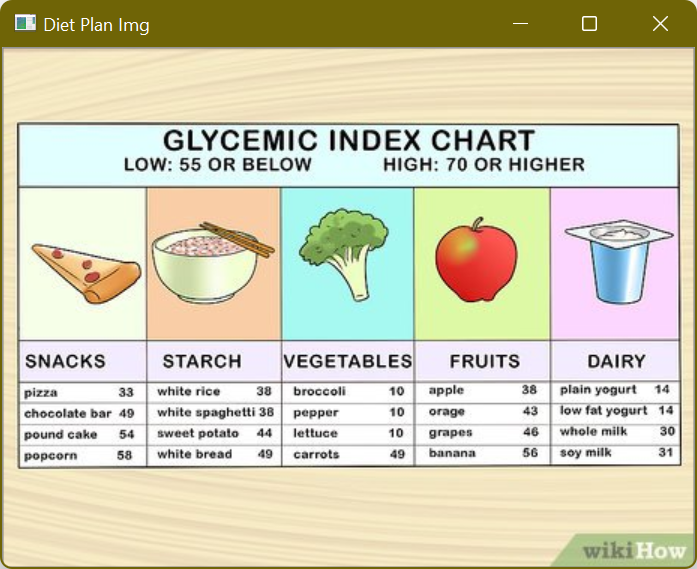 Diet Plan Img
GLYCEMIC INDEX CHART
LOW: 55 OR BELOW HIGH: 70 OR HIGHER
SNACKS STARCH VEGETABLES FRUITS DAIRY
pizza 33 white rice 38 broccoli 10 apple 38 plain yogurt 14
chocolate bar 49 white spaghetti 38 pepper 10 orage 43 low fat yogurt 14
pound cake 54 sweet potato 44 lettuce 10 grapes 46 whole milk 30
popcorn 58 white bread 49 carrots 49 banana 56 soy milk 31
wikiHow